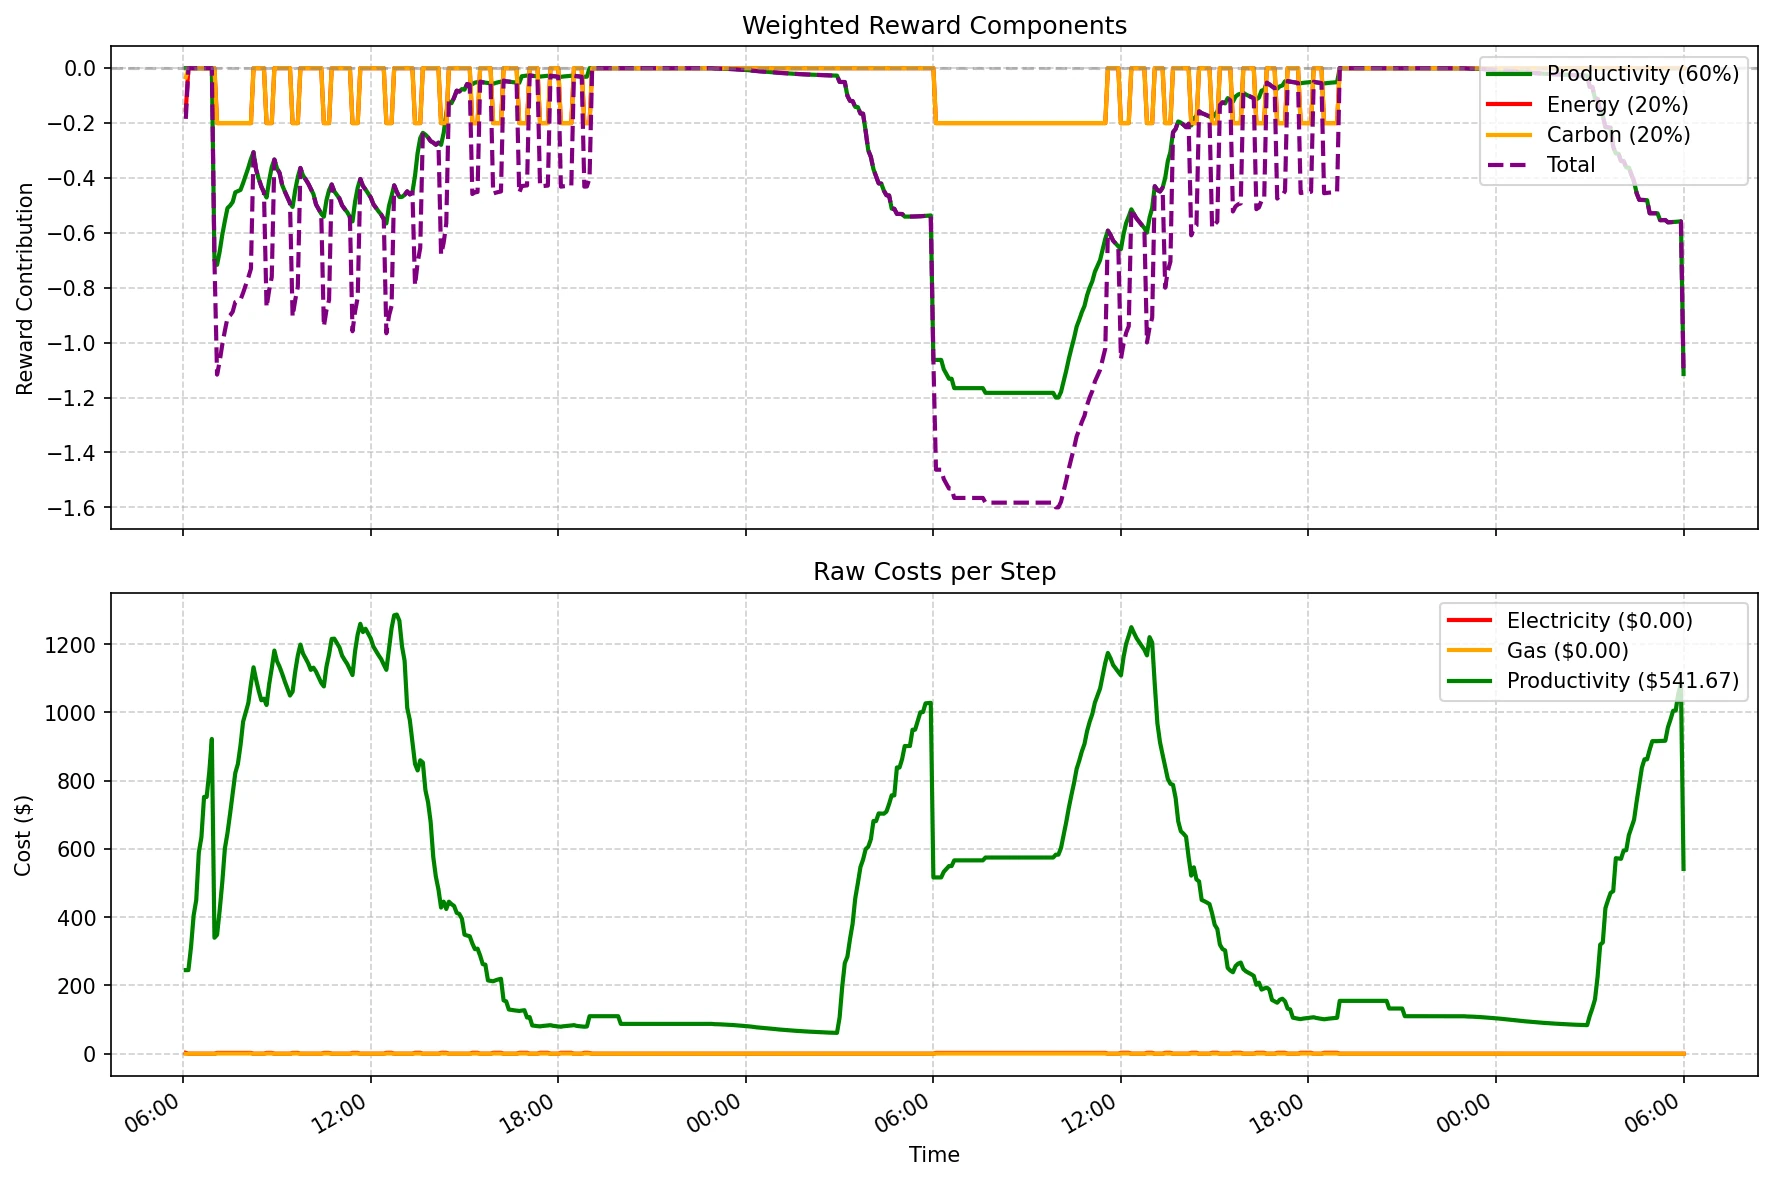 Weighted Reward Components
Reward Contribution
0.0
−0.2
−0.4
−0.6
−0.8
−1.0
−1.2
−1.4
−1.6
Productivity (60%)
Energy (20%)
Carbon (20%)
Total
Raw Costs per Step
Cost ($)
1200
1000
800
600
400
200
0
Electricity ($0.00)
Gas ($0.00)
Productivity ($541.67)
06:00
12:00
18:00
00:00
06:00
12:00
18:00
00:00
06:00
Time